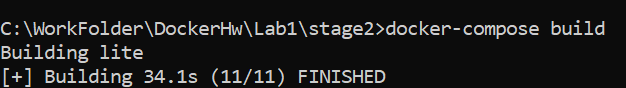 C:\WorkFolder\DockerHw\Lab1\stage2>docker-compose build
Building lite
[+] Building 34.1s (11/11) FINISHED